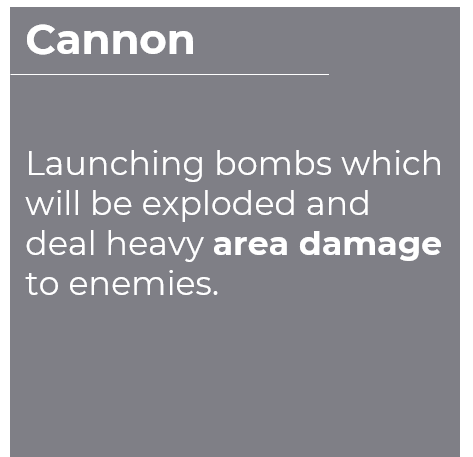 Cannon
Launching bombs which
will be exploded and
deal heavy area damage
to enemies.